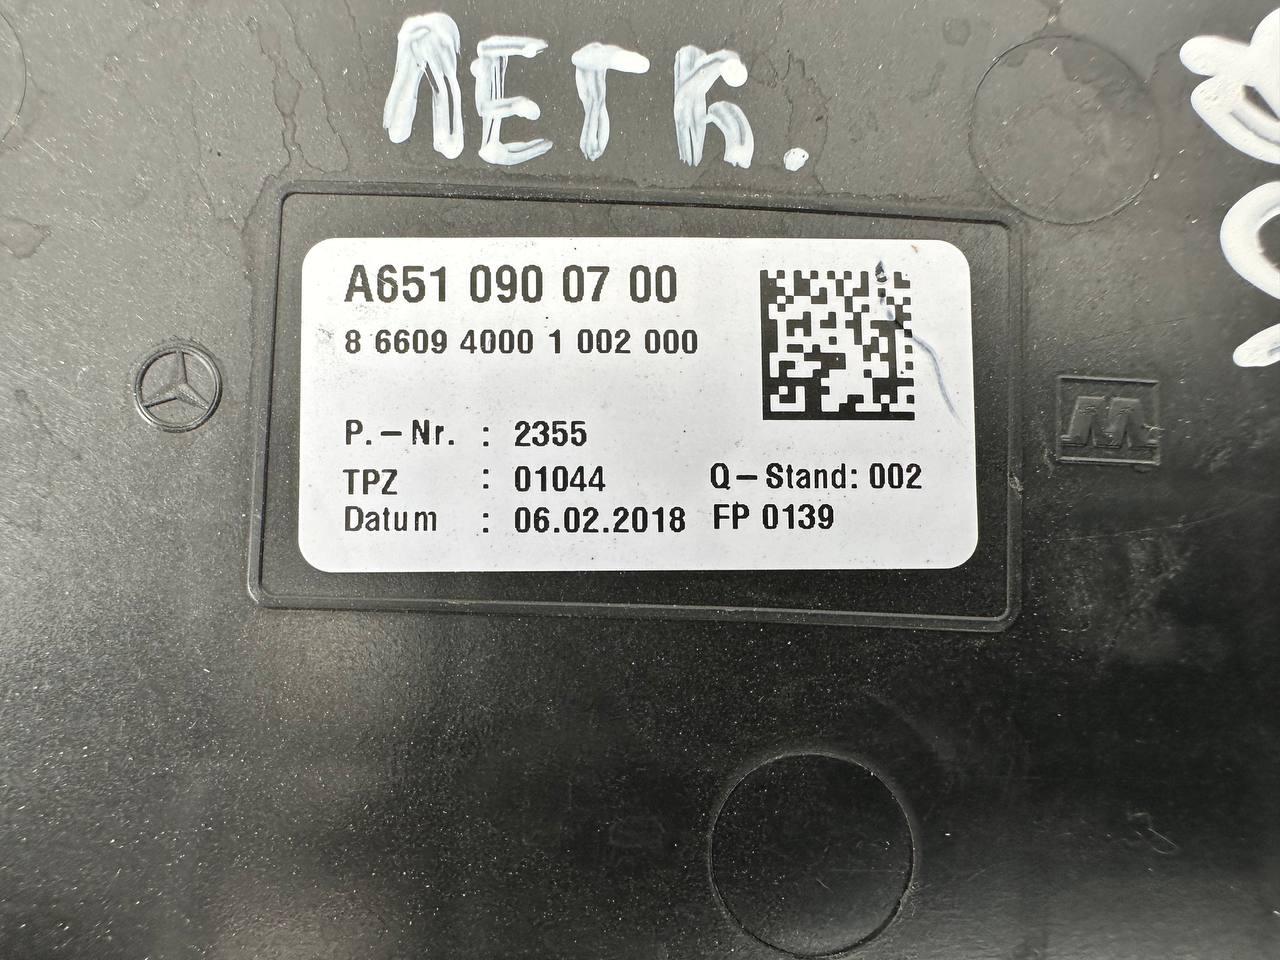 ЛЕГК.
A651 090 07 00
8 6609 4000 1 002 000
P.-Nr. : 2355
TPZ : 01044 Q-Stand: 002
Datum : 06.02.2018 FP 0139